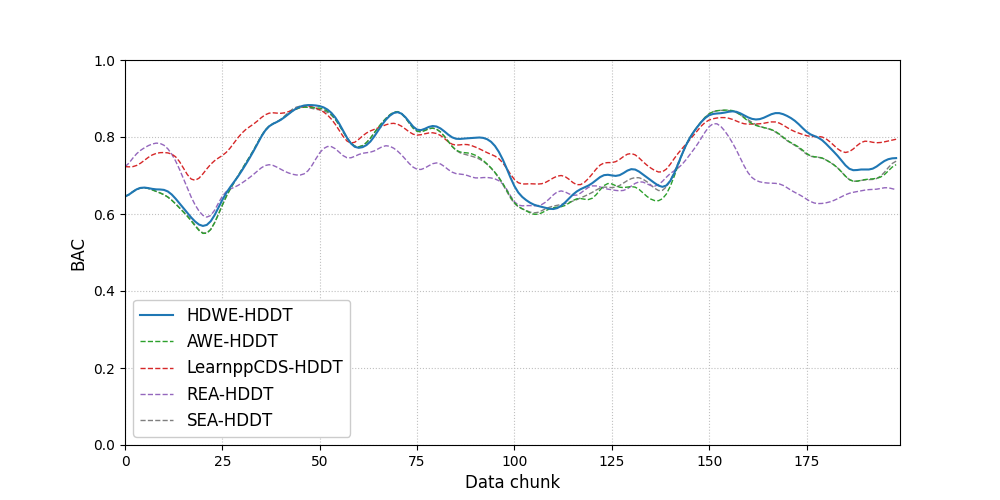 1.0
0.8
0.6
0.4
0.2
0.0
BAC
HDWE-HDDT
AWE-HDDT
LearnppCDS-HDDT
REA-HDDT
SEA-HDDT
0 25 50 75 100 125 150 175
Data chunk